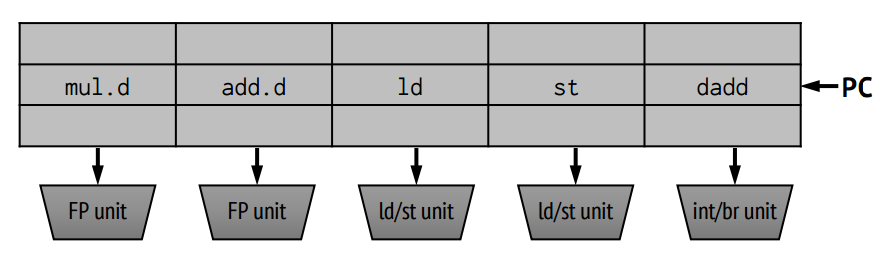 mul.d add.d ld st dadd PC
FP unit FP unit ld/st unit ld/st unit int/br unit